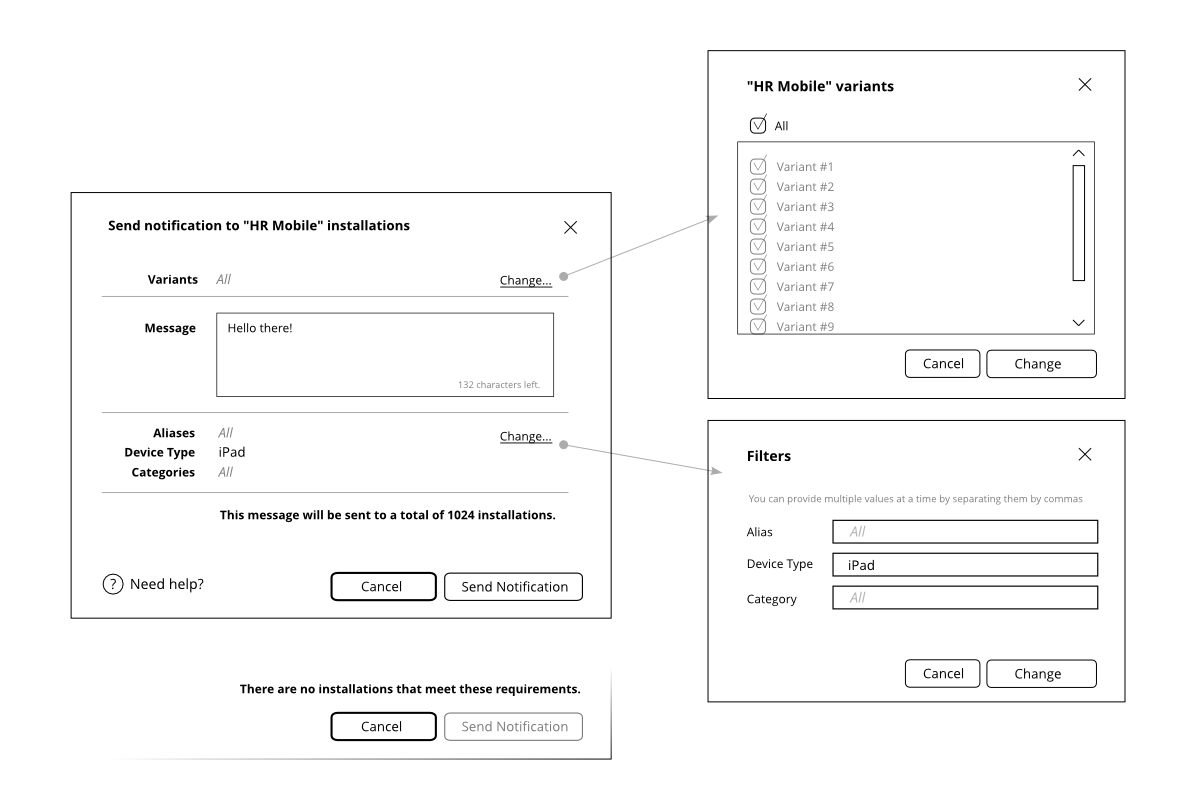 Send notification to "HR Mobile" installations
Variants All Change...
Message Hello there!
132 characters left.
Aliases All Change...
Device Type iPad
Categories All
This message will be sent to a total of 1024 installations.
? Need help? Cancel Send Notification
There are no installations that meet these requirements.
Cancel Send Notification
"HR Mobile" variants
All
Variant #1
Variant #2
Variant #3
Variant #4
Variant #5
Variant #6
Variant #7
Variant #8
Variant #9
Cancel Change
Filters
You can provide multiple values at a time by separating them by commas
Alias All
Device Type iPad
Category All
Cancel Change